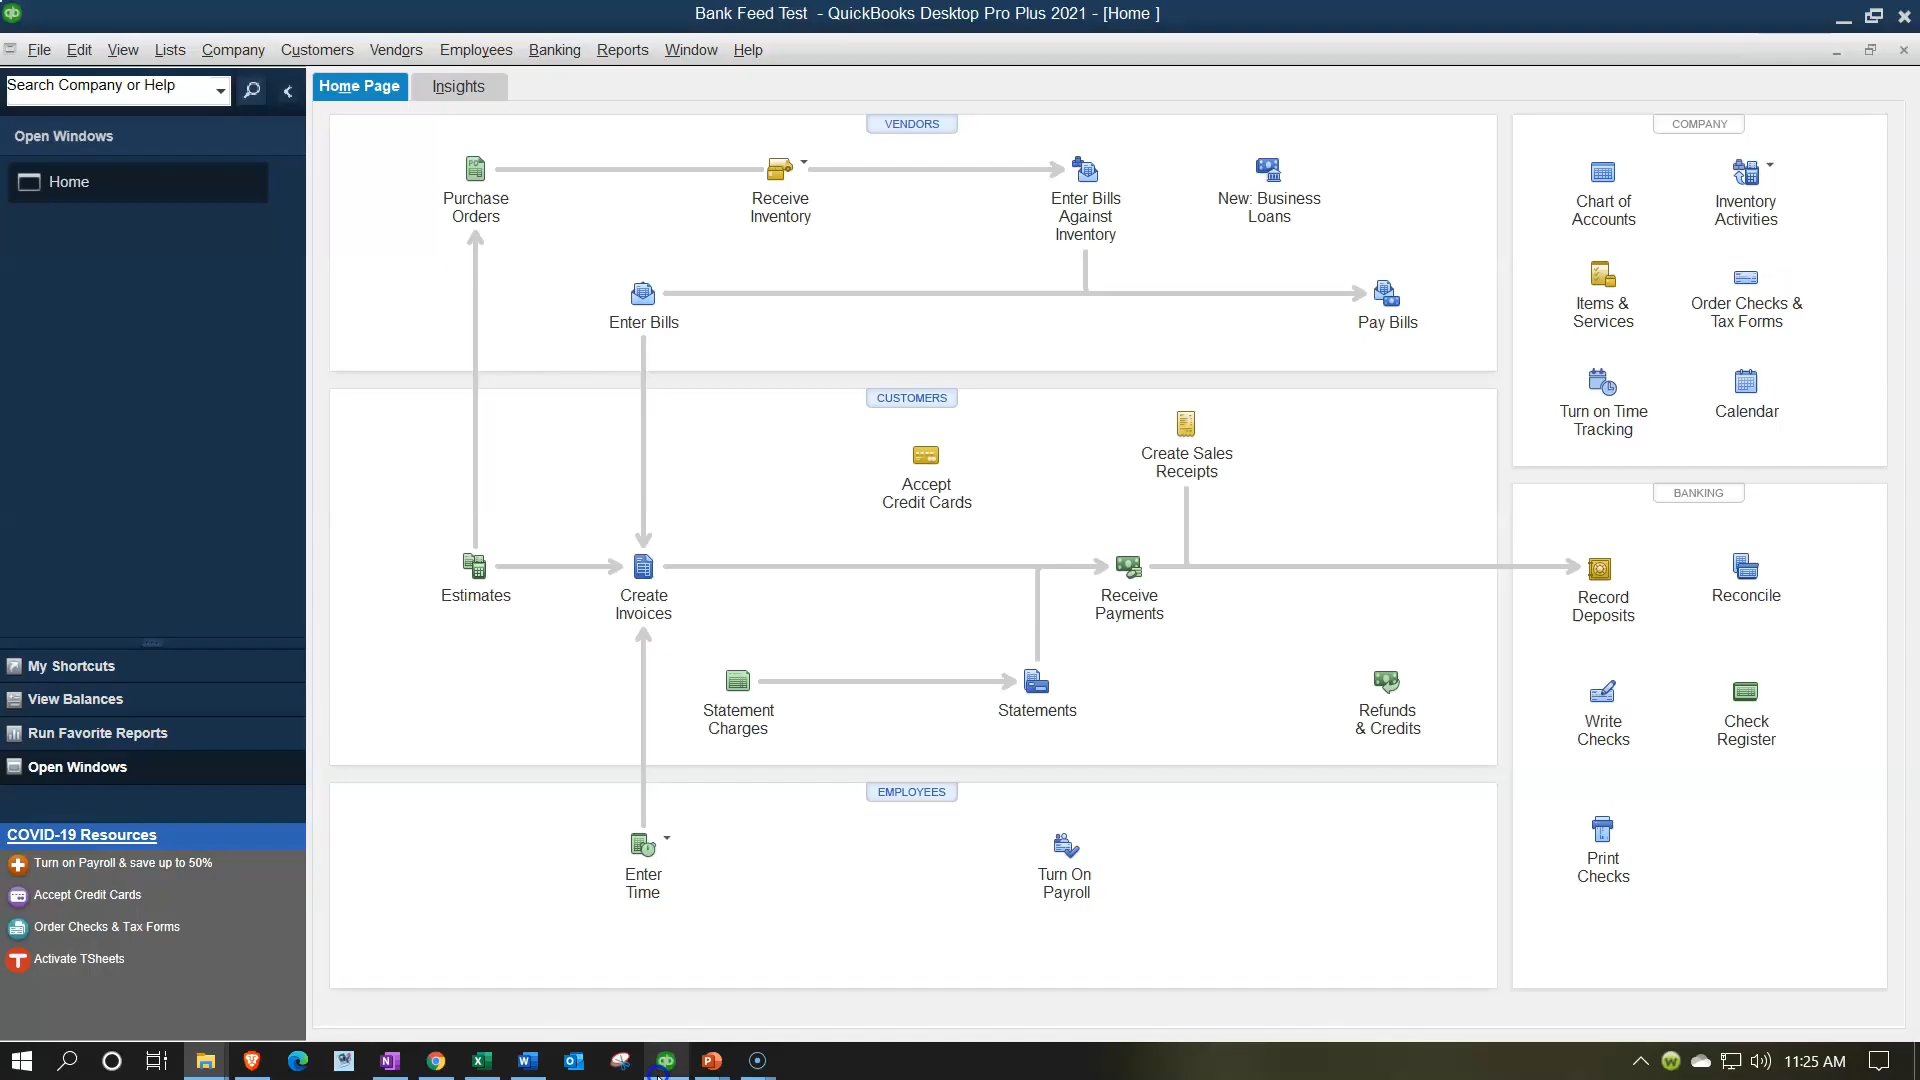 Bank Feed Test - QuickBooks Desktop Pro Plus 2021 - [Home ]
File Edit View Lists Company Customers Vendors Employees Banking Reports Window Help
Search Company or Help
Home Page Insights
Open Windows
Home
VENDORS
Purchase
Orders
Receive
Inventory
Enter Bills
Against
Inventory
New: Business
Loans
Enter Bills
Pay Bills
CUSTOMERS
Accept
Credit Cards
Create Sales
Receipts
Estimates
Create
Invoices
Receive
Payments
Statement
Charges
Statements
Refunds
& Credits
EMPLOYEES
Enter
Time
Turn On
Payroll
COMPANY
Chart of
Accounts
Inventory
Activities
Items &
Services
Order Checks &
Tax Forms
Turn on Time
Tracking
Calendar
BANKING
Record
Deposits
Reconcile
Write
Checks
Check
Register
Print
Checks
My Shortcuts
View Balances
Run Favorite Reports
Open Windows
COVID-19 Resources
Turn on Payroll & save up to 50%
Accept Credit Cards
Order Checks & Tax Forms
Activate TSheets
11:25 AM